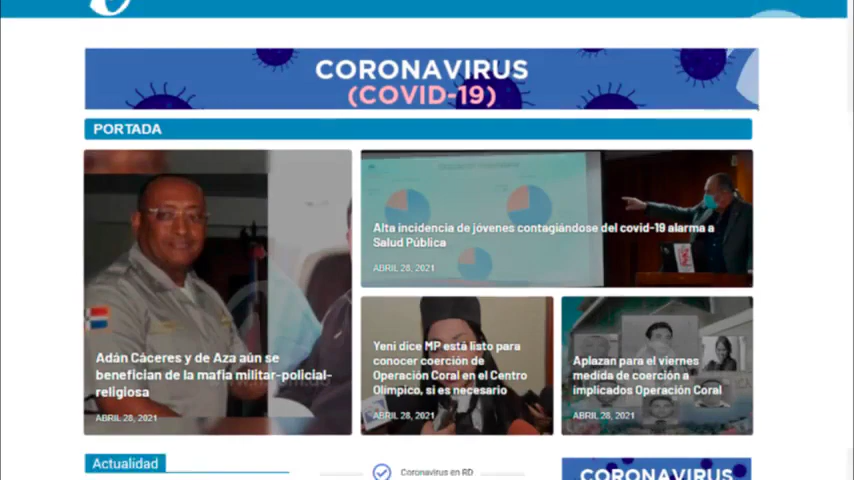 CORONAVIRUS
(COVID-19)
PORTADA
Alta incidencia de jóvenes contagiándose del covid-19 alarma a
Salud Pública
ABRIL 28, 2021
Adán Cáceres y de Aza aún se
benefician de la mafia militar-policial-
religiosa
ABRIL 28, 2021
Yeni dice MP está listo para
conocer coerción de
Operación Coral en el Centro
Olímpico, si es necesario
ABRIL 28, 2021
Aplazan para el viernes
medida de coerción a
implicados Operación Coral
ABRIL 28, 2021
Actualidad
Coronavirus en RD
CORONAVIRUS